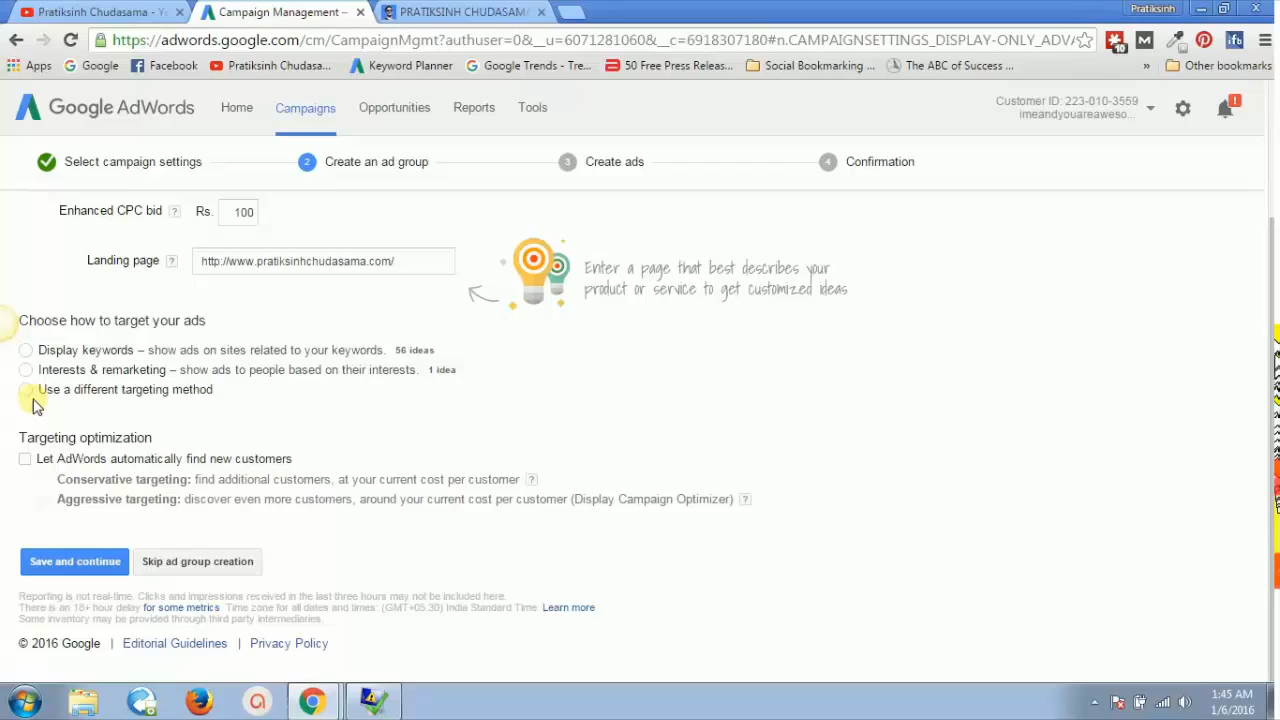 Pratiksinh Chudasama - Yo
Campaign Management –
PRATIKSINH CHUDASAMA
Pratiksinh
https://adwords.google.com/cm/CampaignMgmt?authuser=0&__u=6071281060&__c=6918307180#n.CAMPAIGNSETTINGS_DISPLAY-ONLY_ADVA
10
M
ifb
Apps
Google
Facebook
Pratiksinh Chudasa...
Keyword Planner
Google Trends - Tre...
50 Free Press Releas...
Social Bookmarking ...
The ABC of Success ...
»
Other bookmarks
Google AdWords
Home
Campaigns
Opportunities
Reports
Tools
Customer ID: 223-010-3559
imeandyouareaweso...
!
Select campaign settings
2 Create an ad group
3 Create ads
4 Confirmation
Enhanced CPC bid ? Rs. 100
Landing page ? http://www.pratiksinhchudasama.com/
Enter a page that best describes your
product or service to get customized ideas
Choose how to target your ads
Display keywords – show ads on sites related to your keywords. 56 ideas
Interests & remarketing – show ads to people based on their interests. 1 idea
Use a different targeting method
Targeting optimization
Let AdWords automatically find new customers
Conservative targeting: find additional customers, at your current cost per customer ?
Aggressive targeting: discover even more customers, around your current cost per customer (Display Campaign Optimizer) ?
Save and continue
Skip ad group creation
Reporting is not real-time. Clicks and impressions received in the last three hours may not be included here.
There is an 18+ hour delay for some metrics. Time zone for all dates and times: (GMT+05:30) India Standard Time. Learn more
Some inventory may be provided through third party intermediaries.
© 2016 Google | Editorial Guidelines | Privacy Policy
1:45 AM
1/6/2016